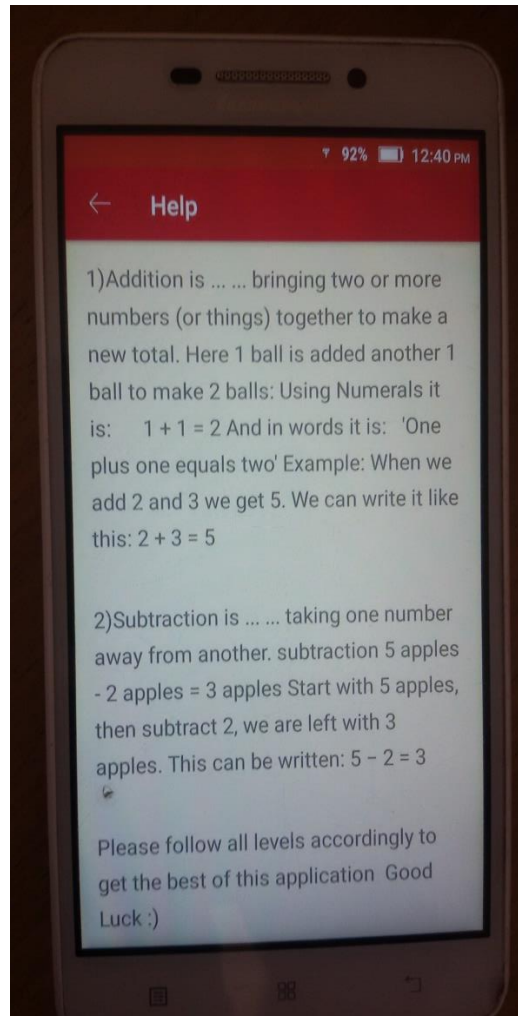 92% 12:40 PM
Help
1)Addition is ... ... bringing two or more
numbers (or things) together to make a
new total. Here 1 ball is added another 1
ball to make 2 balls: Using Numerals it
is: 1 + 1 = 2 And in words it is: 'One
plus one equals two' Example: When we
add 2 and 3 we get 5. We can write it like
this: 2 + 3 = 5
2)Subtraction is ... ... taking one number
away from another. subtraction 5 apples
- 2 apples = 3 apples Start with 5 apples,
then subtract 2, we are left with 3
apples. This can be written: 5 − 2 = 3
Please follow all levels accordingly to
get the best of this application Good
Luck :)